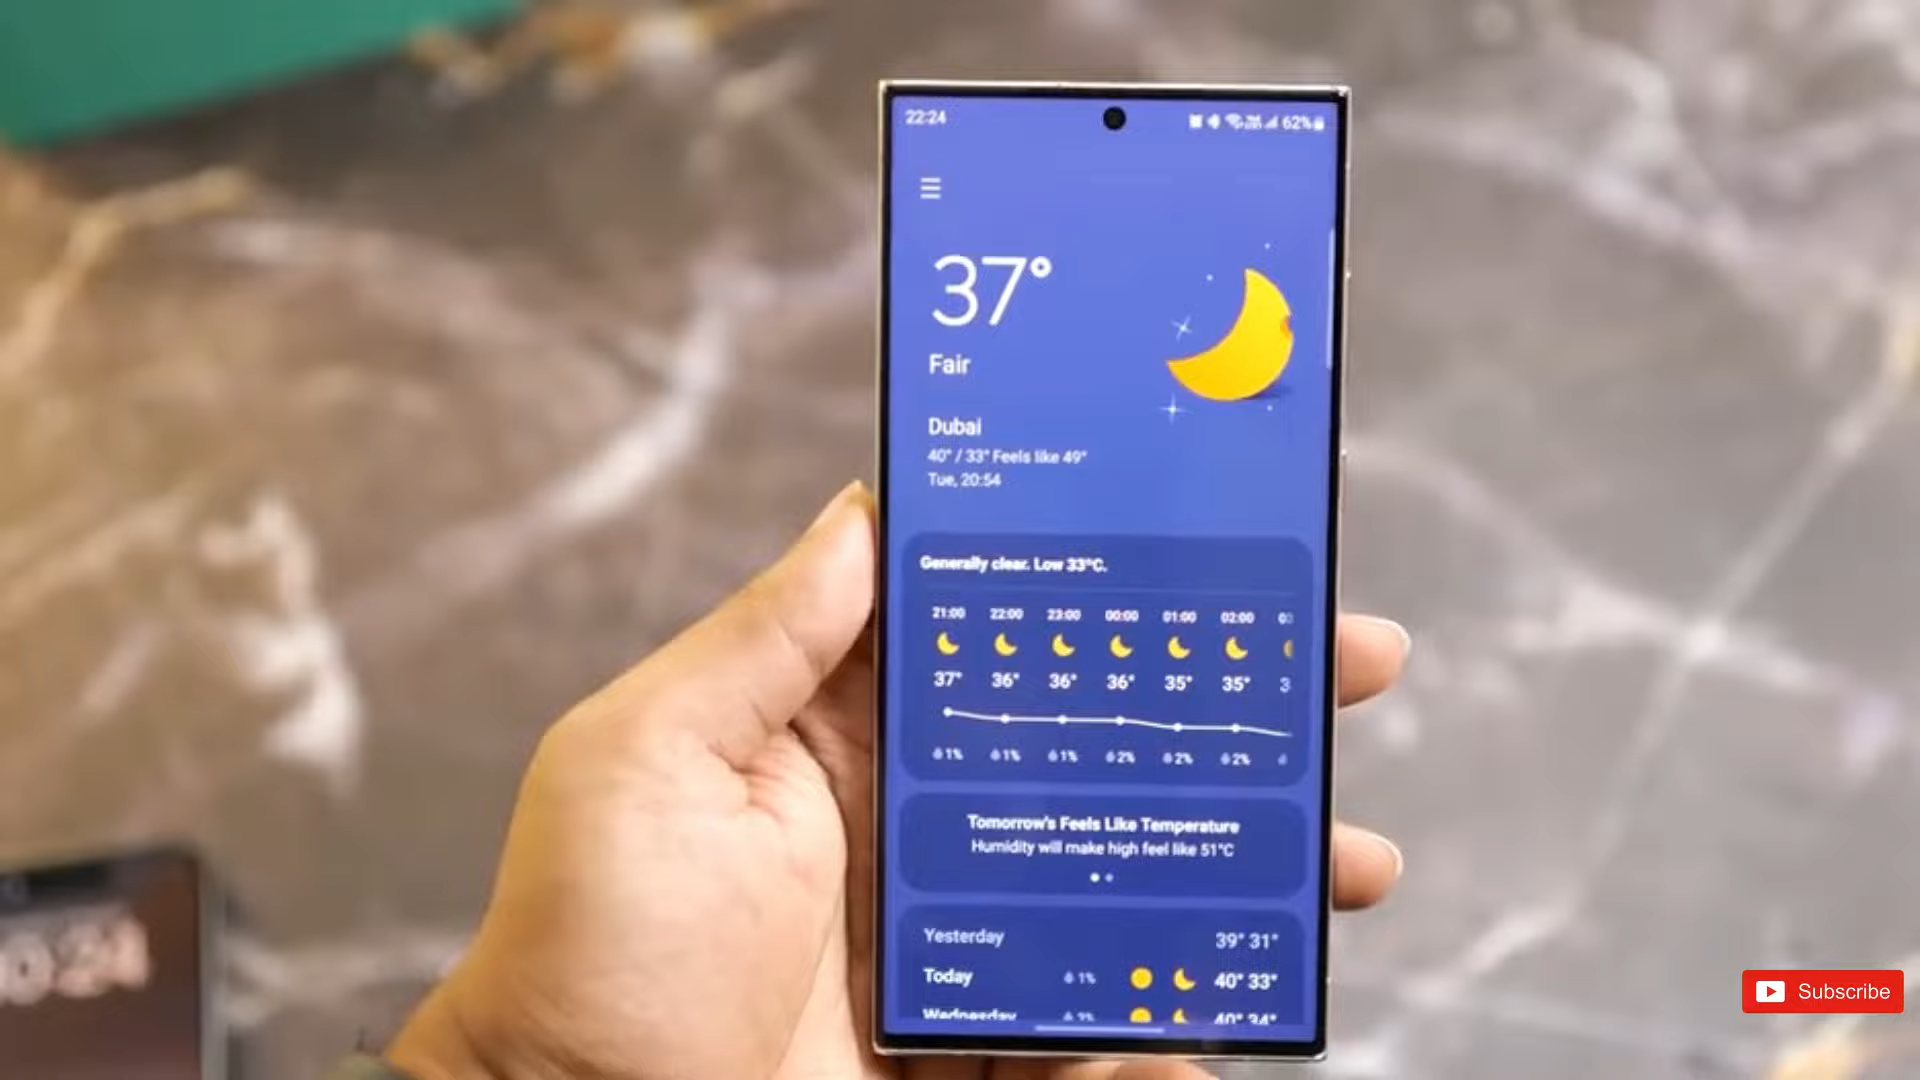 22:24
62%
37°
Fair
Dubai
40° / 33° Feels like 49°
Tue, 20:54
Generally clear. Low 33°C.
21:00 22:00 23:00 00:00 01:00 02:00
37° 36° 36° 36° 35° 35°
1% 1% 1% 2% 2% 2%
Tomorrow's Feels Like Temperature
Humidity will make high feel like 51°C
Yesterday 39° 31°
Today 1% 40° 33°
Wednesday 40° 34°
Subscribe